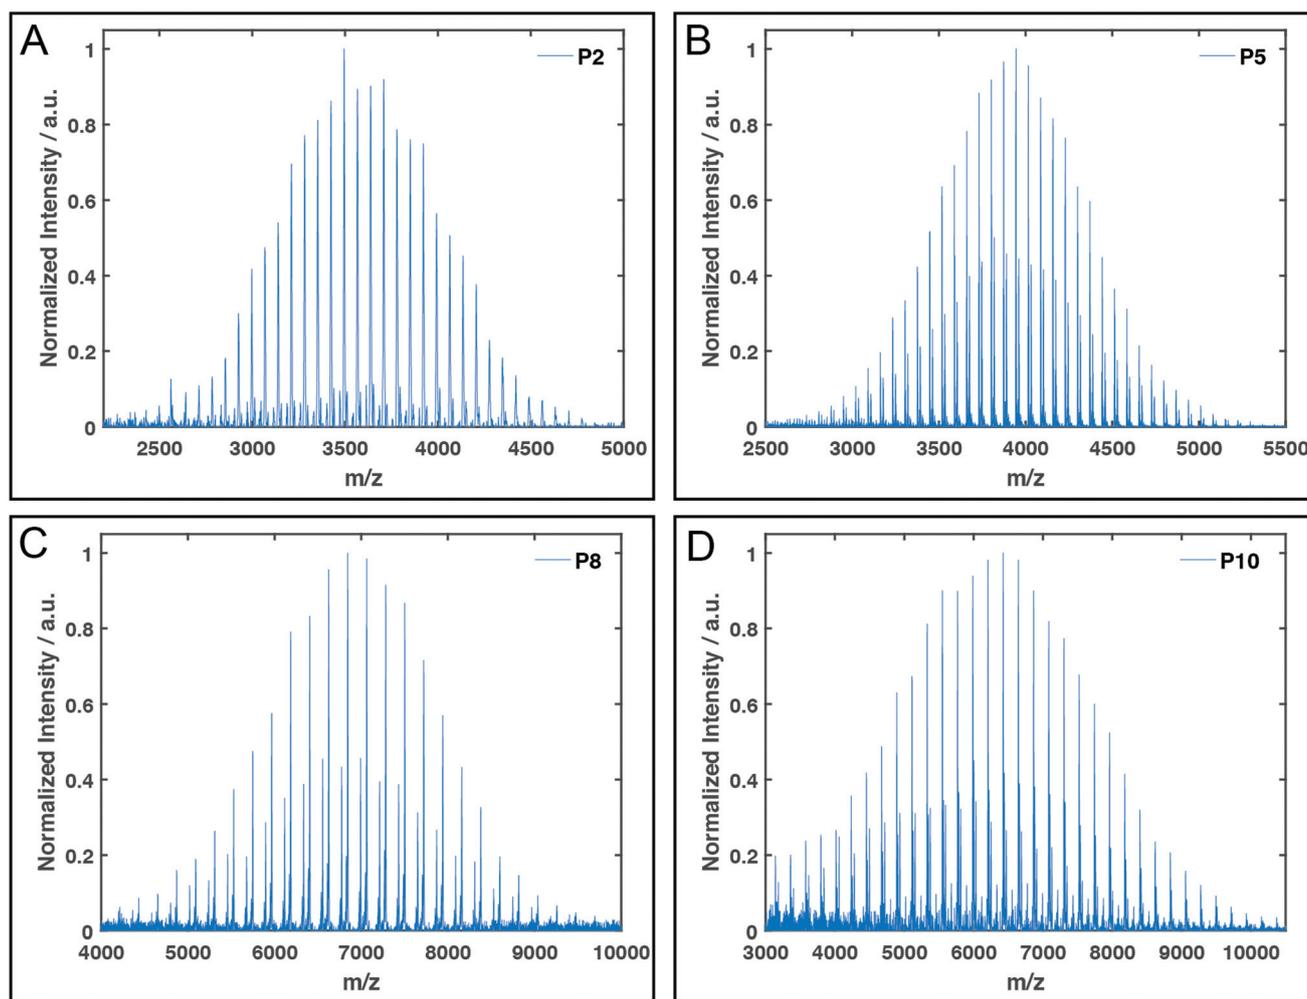 A
P2
Normalized Intensity / a.u.
1
0.8
0.6
0.4
0.2
0
2500 3000 3500 4000 4500 5000
m/z
B
P5
Normalized Intensity / a.u.
1
0.8
0.6
0.4
0.2
0
2500 3000 3500 4000 4500 5000 5500
m/z
C
P8
Normalized Intensity / a.u.
1
0.8
0.6
0.4
0.2
0
4000 5000 6000 7000 8000 9000 10000
m/z
D
P10
Normalized Intensity / a.u.
1
0.8
0.6
0.4
0.2
0
3000 4000 5000 6000 7000 8000 9000 10000
m/z